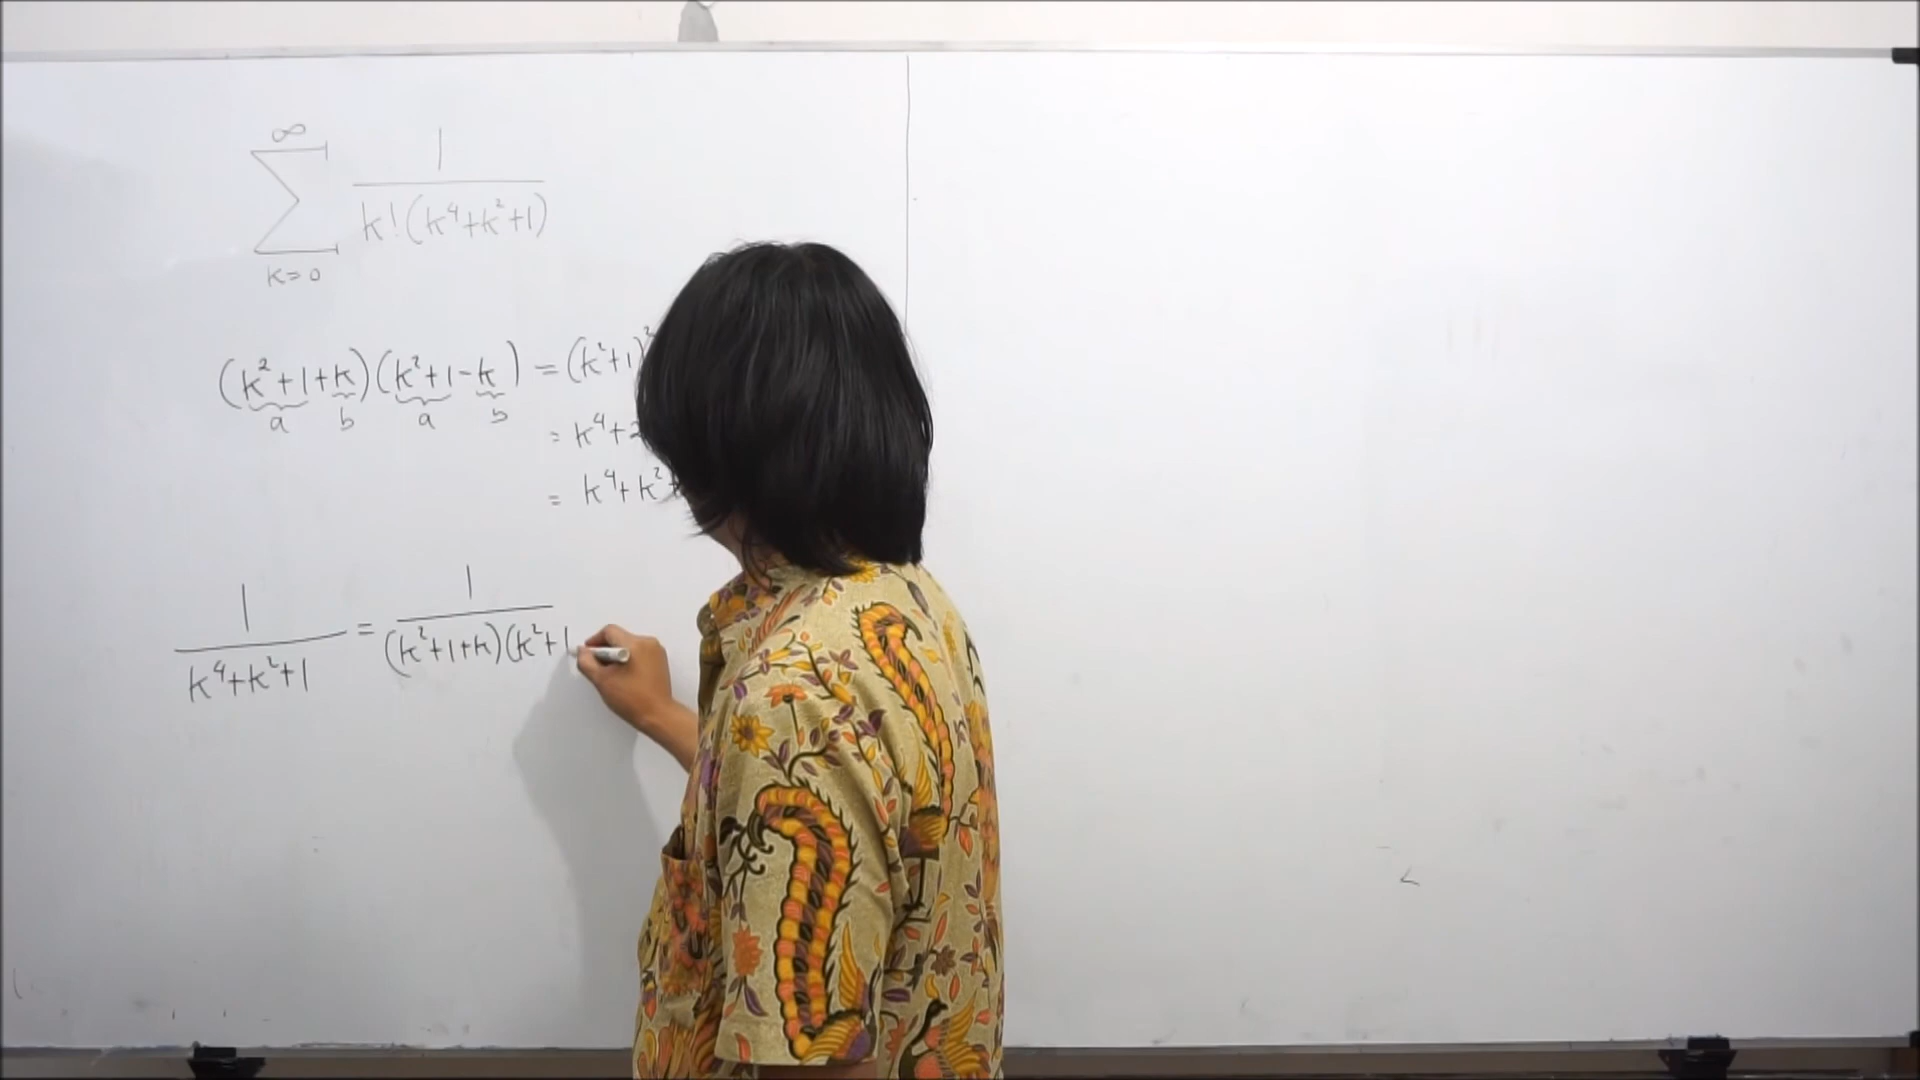 ∞
∑ 1 / k!(k⁴+k²+1)
k=0
(k²+1+k)(k²+1-k) = (k²+1)²
a b a b
= k⁴+2
= k⁴+k²+
1 / k⁴+k²+1 = 1 / (k²+1+k)(k²+1